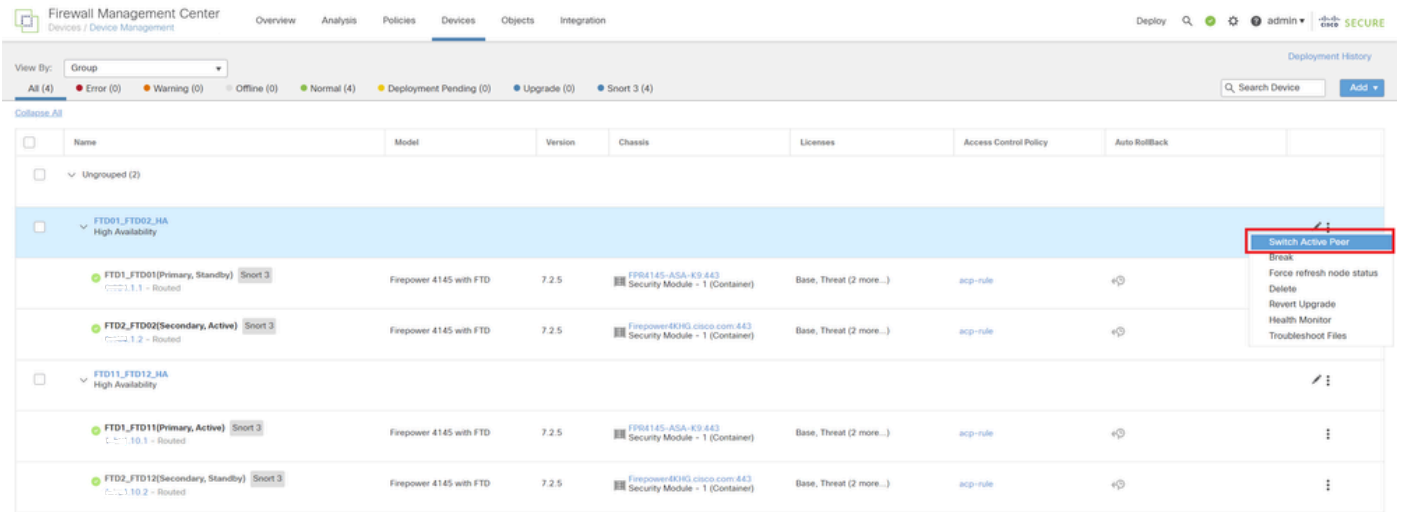 Firewall Management Center
Devices / Device Management
Overview Analysis Policies Devices Objects Integration
Deploy admin cisco SECURE
Deployment History
View By: Group
All (4) Error (0) Warning (0) Offline (0) Normal (4) Deployment Pending (0) Upgrade (0) Snort 3 (4)
Search Device Add
Collapse All
Name Model Version Chassis Licenses Access Control Policy Auto RollBack
Ungrouped (2)
FTD01_FTD02_HA
High Availability
Switch Active Peer
Break
Force refresh node status
Delete
Revert Upgrade
Health Monitor
Troubleshoot Files
FTD1_FTD01(Primary, Standby) Snort 3
1.1 - Routed
Firepower 4145 with FTD 7.2.5
FPR4145-ASA-K9:443
Security Module - 1 (Container)
Base, Threat (2 more...) acp-rule
FTD2_FTD02(Secondary, Active) Snort 3
1.2 - Routed
Firepower 4145 with FTD 7.2.5
Firepower4KHG.cisco.com:443
Security Module - 1 (Container)
Base, Threat (2 more...) acp-rule
FTD11_FTD12_HA
High Availability
FTD1_FTD11(Primary, Active) Snort 3
10.1 - Routed
Firepower 4145 with FTD 7.2.5
FPR4145-ASA-K9:443
Security Module - 1 (Container)
Base, Threat (2 more...) acp-rule
FTD2_FTD12(Secondary, Standby) Snort 3
10.2 - Routed
Firepower 4145 with FTD 7.2.5
Firepower4KHG.cisco.com:443
Security Module - 1 (Container)
Base, Threat (2 more...) acp-rule